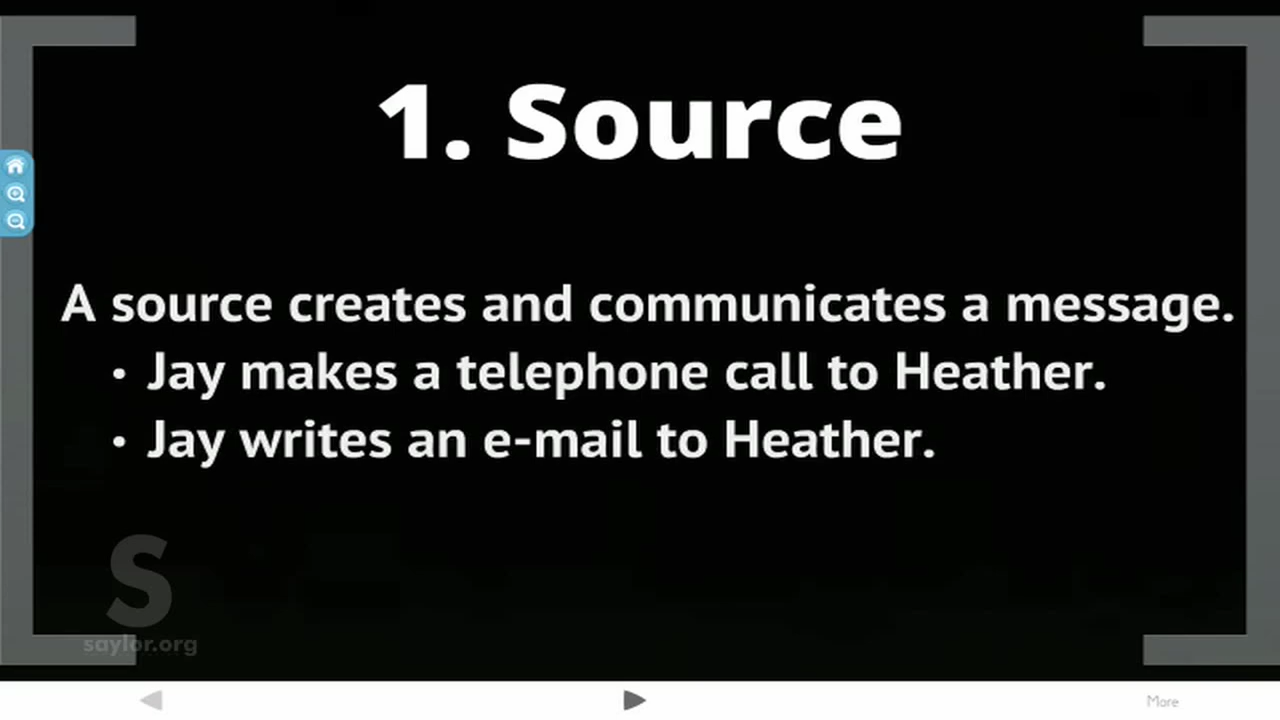 1. Source
A source creates and communicates a message.
• Jay makes a telephone call to Heather.
• Jay writes an e-mail to Heather.
S
saylor.org
More